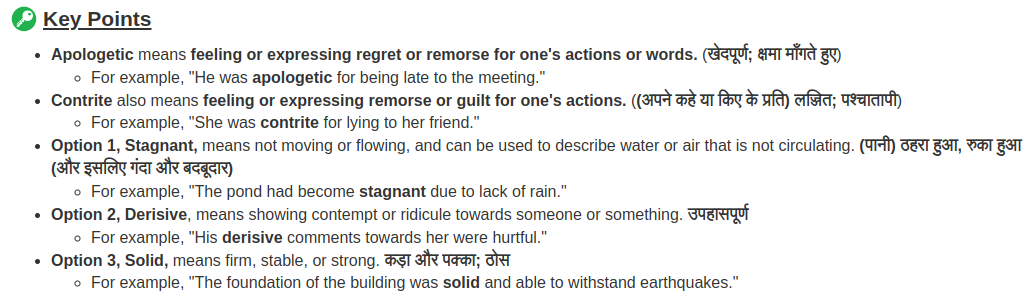 Key Points
• Apologetic means feeling or expressing regret or remorse for one's actions or words. (खेदपूर्ण; क्षमा माँगते हुए)
◦ For example, "He was apologetic for being late to the meeting."
• Contrite also means feeling or expressing remorse or guilt for one's actions. ((अपने कहे या किए के प्रति) लज्जित; पश्चातापी)
◦ For example, "She was contrite for lying to her friend."
• Option 1, Stagnant, means not moving or flowing, and can be used to describe water or air that is not circulating. (पानी) ठहरा हुआ, रुका हुआ
(और इसलिए गंदा और बदबूदार)
◦ For example, "The pond had become stagnant due to lack of rain."
• Option 2, Derisive, means showing contempt or ridicule towards someone or something. उपहासपूर्ण
◦ For example, "His derisive comments towards her were hurtful."
• Option 3, Solid, means firm, stable, or strong. कड़ा और पक्का; ठोस
◦ For example, "The foundation of the building was solid and able to withstand earthquakes."